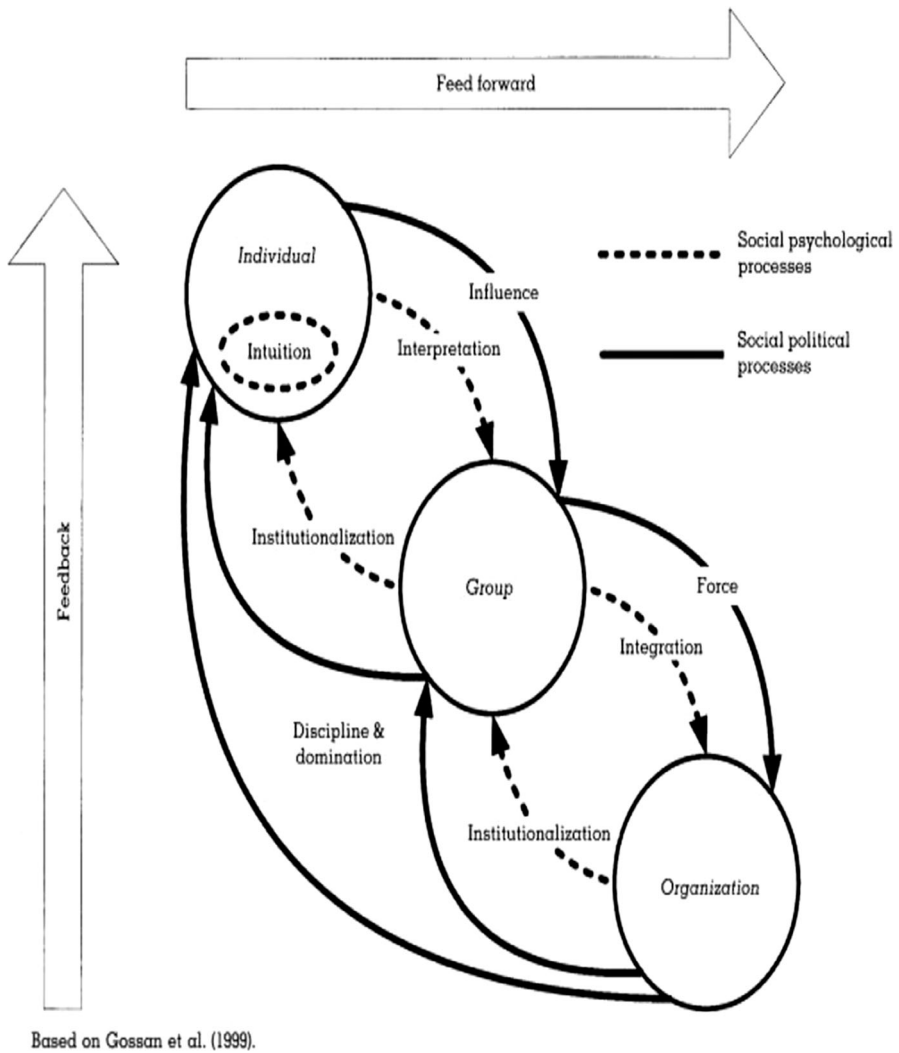 Feed forward
Individual
Social psychological
processes
Influence
Social political
processes
Interpretation
Intuition
Feedback
Institutionalization
Group
Force
Integration
Discipline &
domination
Institutionalization
Organization
Based on Gossan et al. (1999).